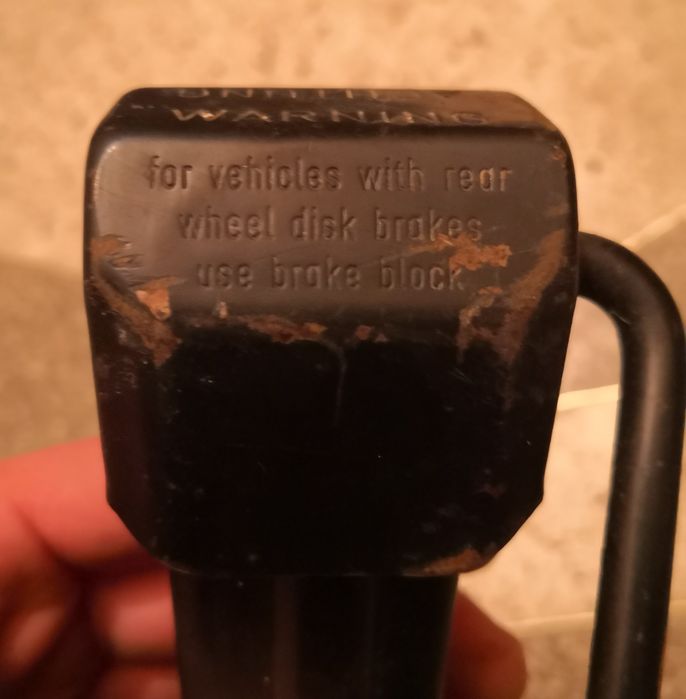 WARNING
for vehicles with rear
wheel disk brakes
use brake block